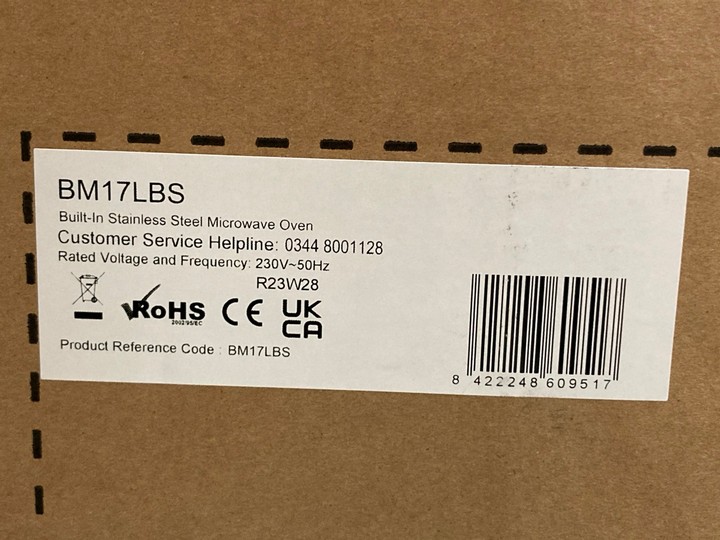 BM17LBS
Built-In Stainless Steel Microwave Oven
Customer Service Helpline: 0344 8001128
Rated Voltage and Frequency: 230V~50Hz
R23W28
RoHS
2002/95/EC
CE
UK
CA
Product Reference Code : BM17LBS
8 422248 609517